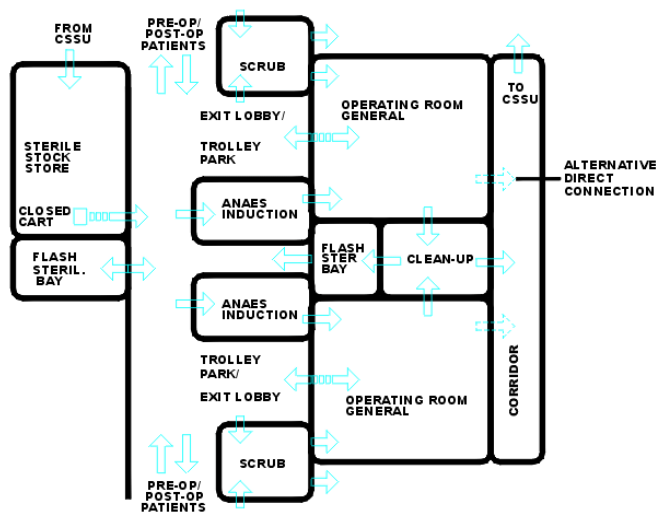 FROM
CSSU
PRE-OP/
POST-OP
PATIENTS
SCRUB
TO
CSSU
OPERATING ROOM
GENERAL
EXIT LOBBY/
TROLLEY
PARK
STERILE
STOCK
STORE
ALTERNATIVE
DIRECT
CONNECTION
CLOSED
CART
ANAES
INDUCTION
FLASH
STERIL.
BAY
FLASH
STER
BAY
CLEAN-UP
ANAES
INDUCTION
TROLLEY
PARK/
EXIT LOBBY
OPERATING ROOM
GENERAL
CORRIDOR
SCRUB
PRE-OP/
POST-OP
PATIENTS